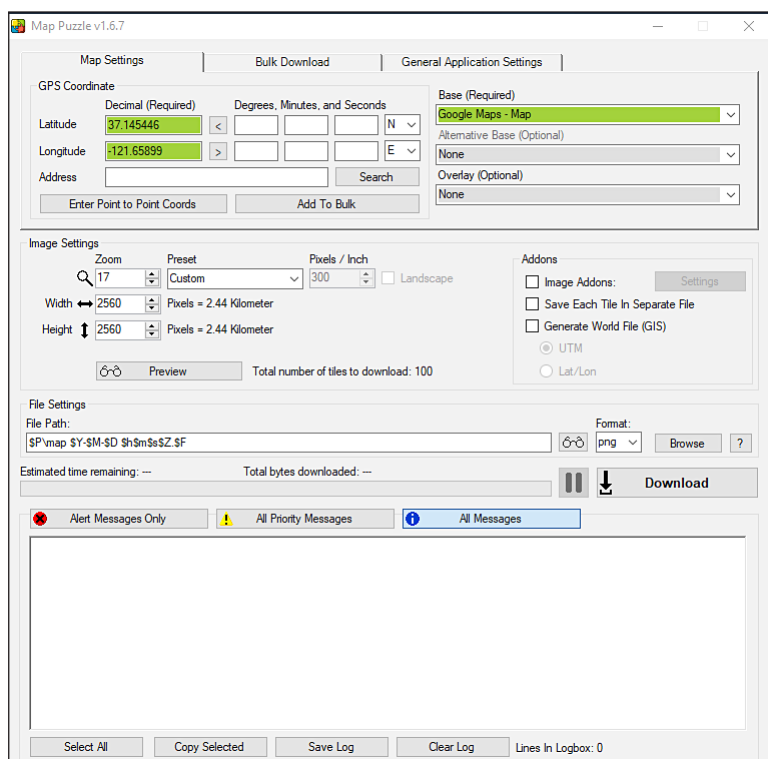 Map Puzzle v1.6.7
Map Settings
Bulk Download
General Application Settings
GPS Coordinate
Decimal (Required)
Degrees, Minutes, and Seconds
Latitude
37.145446
<
N
Longitude
-121.65899
>
E
Address
Search
Enter Point to Point Coords
Add To Bulk
Base (Required)
Google Maps - Map
Alternative Base (Optional)
None
Overlay (Optional)
None
Image Settings
Zoom
Preset
Pixels / Inch
17
Custom
300
Landscape
Width
2560
Pixels = 2.44 Kilometer
Height
2560
Pixels = 2.44 Kilometer
Preview
Total number of tiles to download: 100
Addons
Image Addons:
Settings
Save Each Tile In Separate File
Generate World File (GIS)
UTM
Lat/Lon
File Settings
File Path:
Format:
$P\map $Y-$M-$D $h$m$s$Z.$F
png
Browse
?
Estimated time remaining: ---
Total bytes downloaded: ---
Download
Alert Messages Only
All Priority Messages
All Messages
Select All
Copy Selected
Save Log
Clear Log
Lines In Logbox: 0